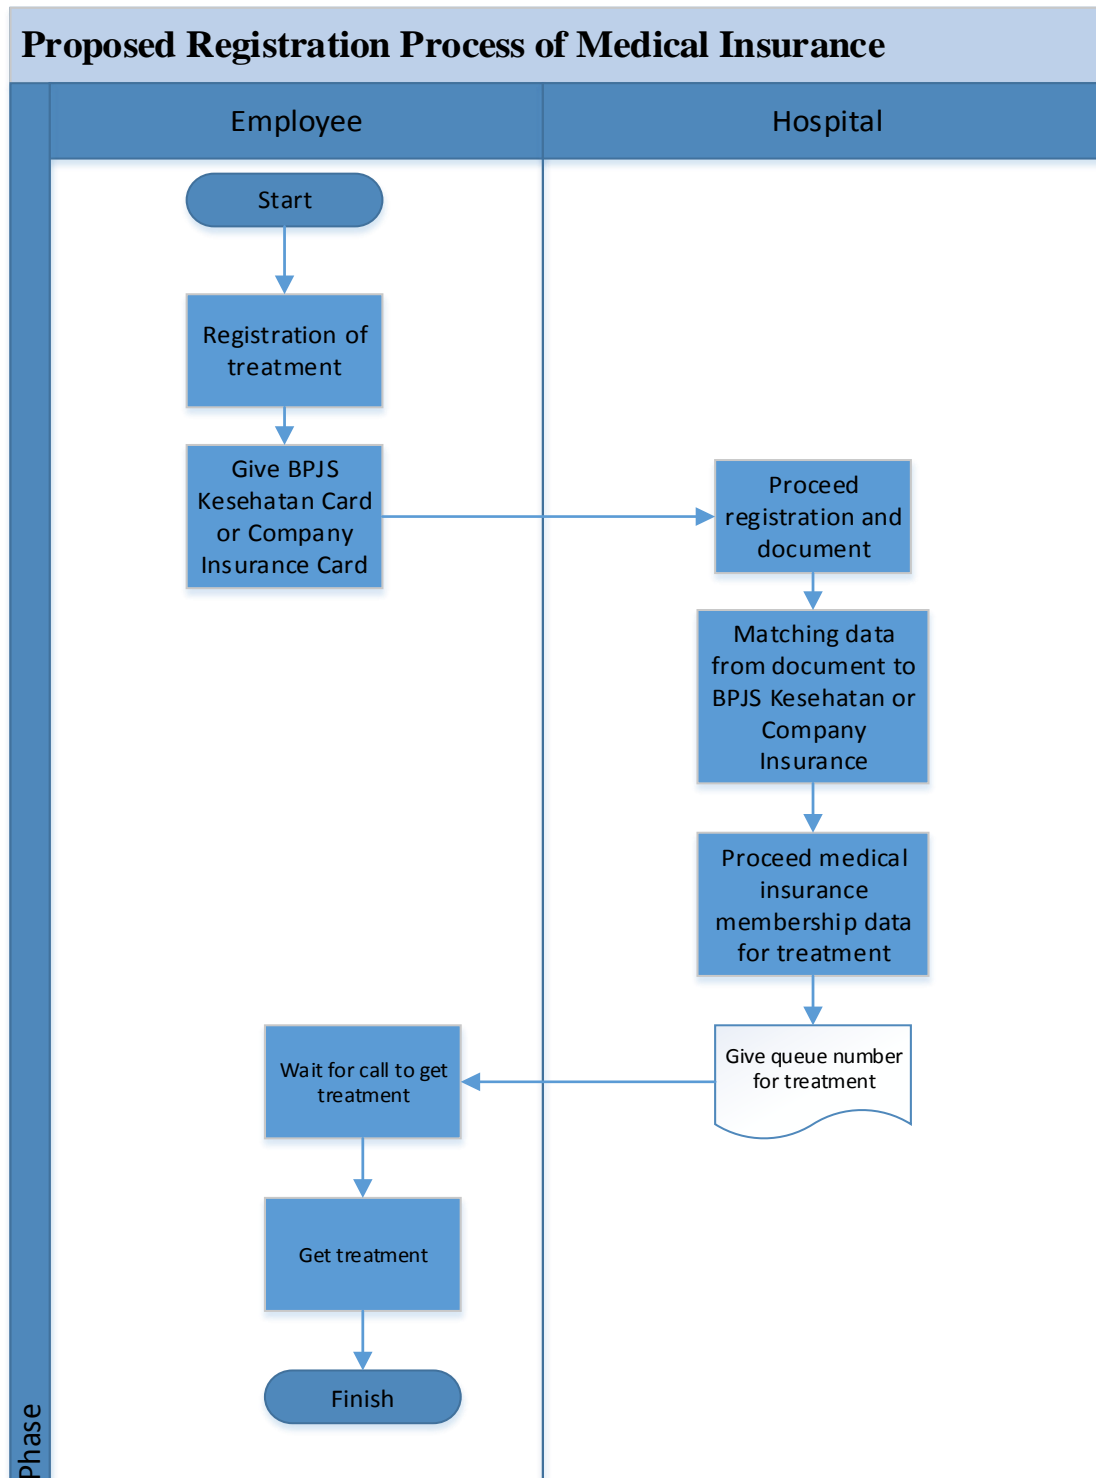 Proposed Registration Process of Medical Insurance
Employee
Hospital
Start
Registration of
treatment
Give BPJS
Kesehatan Card
or Company
Insurance Card
Proceed
registration and
document
Matching data
from document to
BPJS Kesehatan or
Company
Insurance
Proceed medical
insurance
membership data
for treatment
Give queue number
for treatment
Wait for call to get
treatment
Get treatment
Finish
Phase